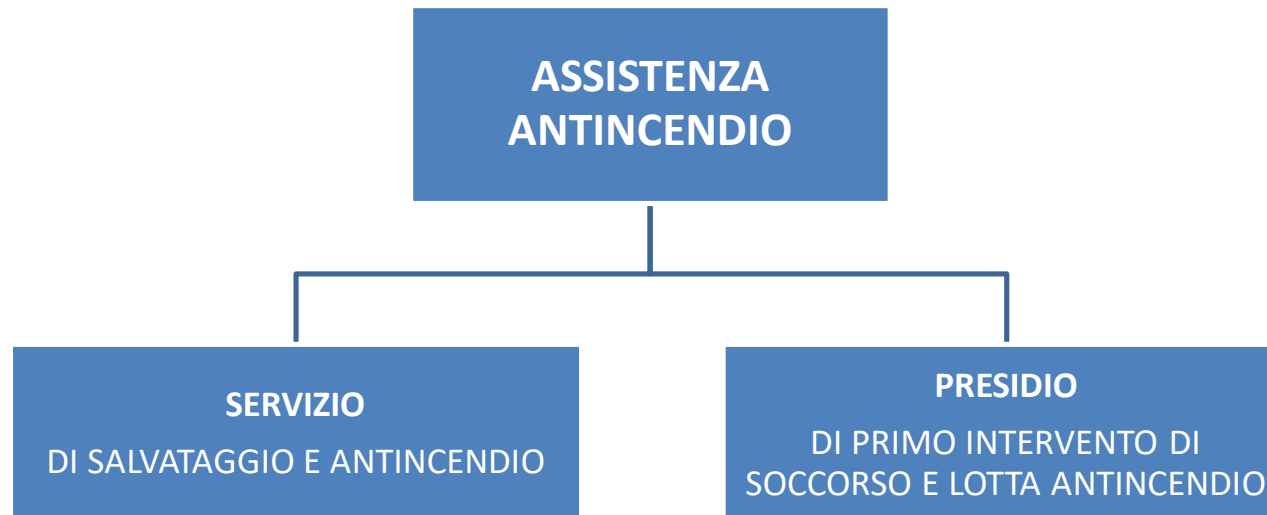 ASSISTENZA
ANTINCENDIO
SERVIZIO
DI SALVATAGGIO E ANTINCENDIO
PRESIDIO
DI PRIMO INTERVENTO DI
SOCCORSO E LOTTA ANTINCENDIO